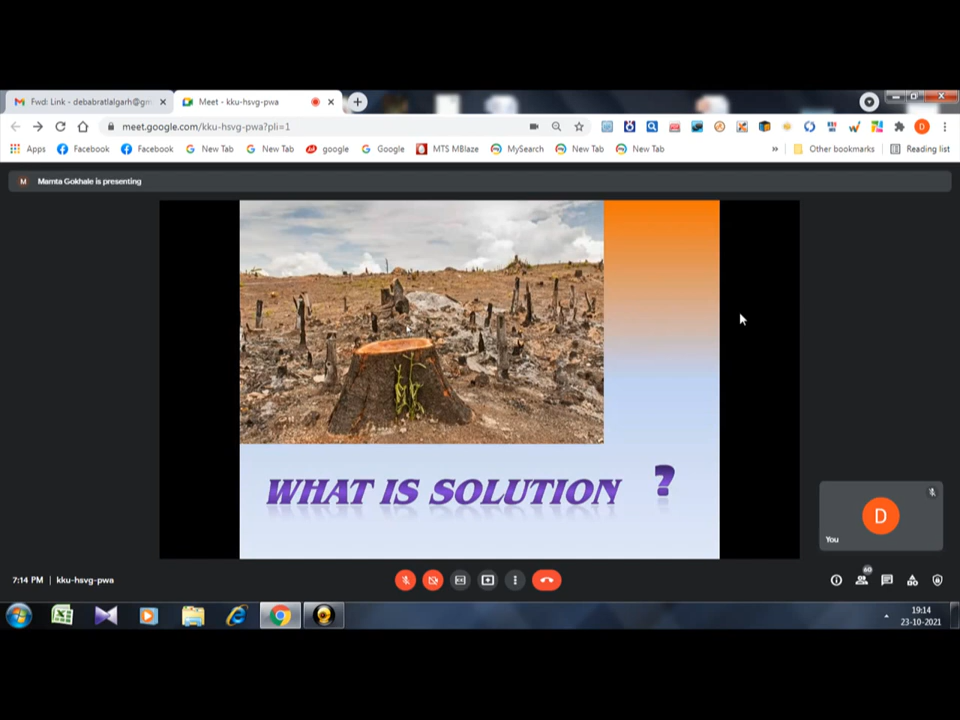 Fwd: Link - debabratlalgarh@gm
Meet - kku-hsvg-pwa
meet.google.com/kku-hsvg-pwa?pli=1
Apps
Facebook
Facebook
New Tab
New Tab
google
Google
MTS MBlaze
MySearch
New Tab
New Tab
»
Other bookmarks
Reading list
M
Mamta Gokhale is presenting
WHAT IS SOLUTION ?
D
You
60
7:14 PM | kku-hsvg-pwa
19:14
23-10-2021